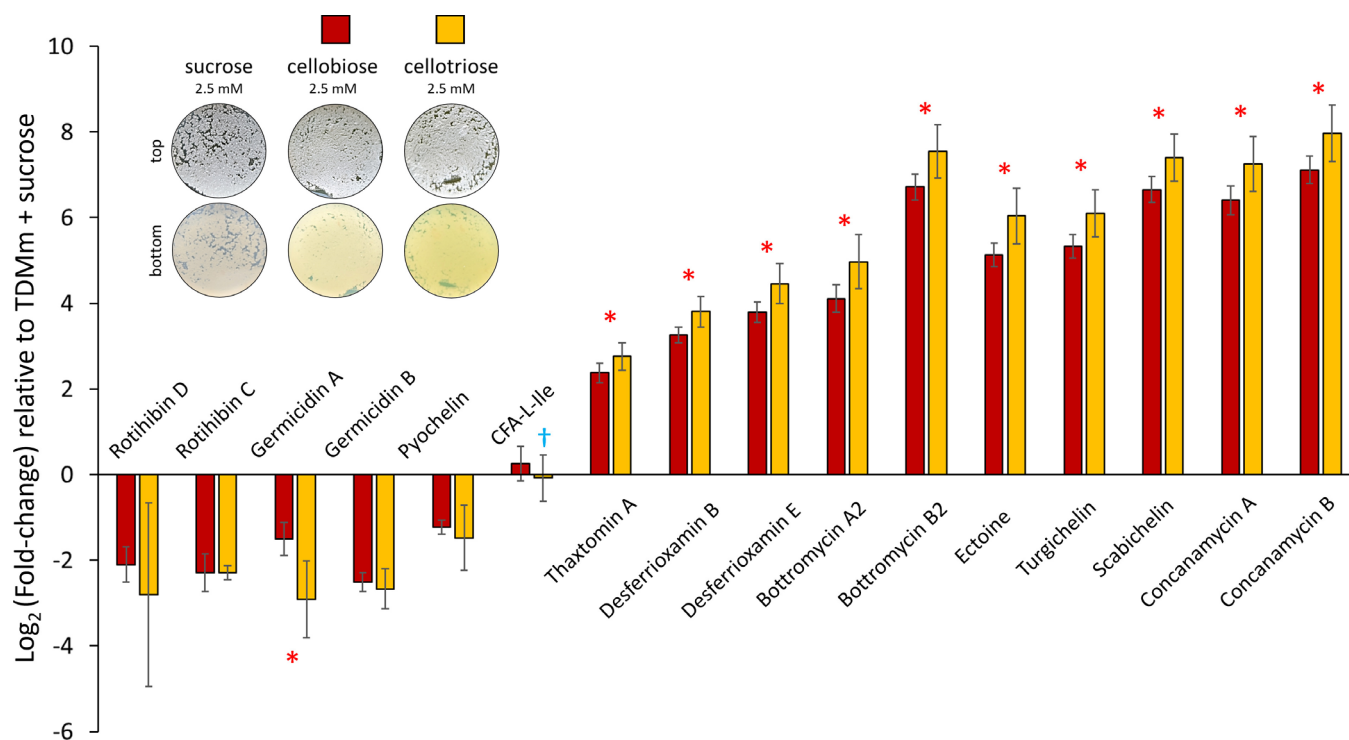 Log2 (Fold-change) relative to TDMm + sucrose
10
8
6
4
2
0
-2
-4
-6
sucrose
2.5 mM
cellobiose
2.5 mM
cellotriose
2.5 mM
top
bottom
Rotihibin D
Rotihibin C
Germicidin A
Germicidin B
Pyochelin
CFA-L-Ile
†
*
*
*
*
*
*
*
*
*
*
*
Thaxtomin A
Desferrioxamin B
Desferrioxamin E
Bottromycin A2
Bottromycin B2
Ectoine
Turgichelin
Scabichelin
Concanamycin A
Concanamycin B